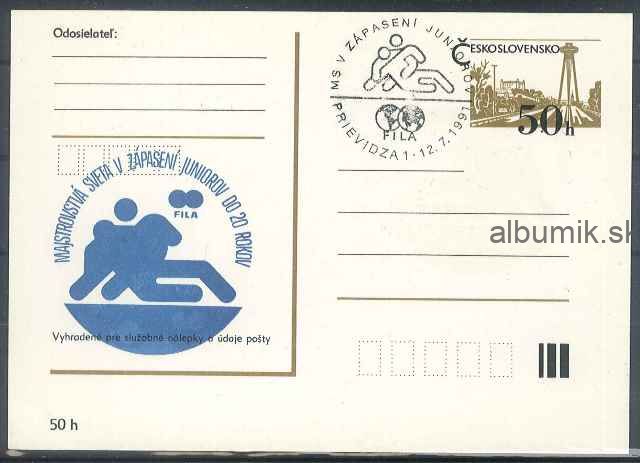 Odosielateľ:
MS V ZÁPASENÍ JUNIOROV
FILA
PRIEVIDZA 1-12.7.1991
ČESKOSLOVENSKO
50h
MAJSTROVSTVÁ SVETA V ZÁPASENÍ JUNIOROV DO 20 ROKOV
FILA
albumik.sk
Vyhradené pre služobné nálepky a údaje pošty
50 h